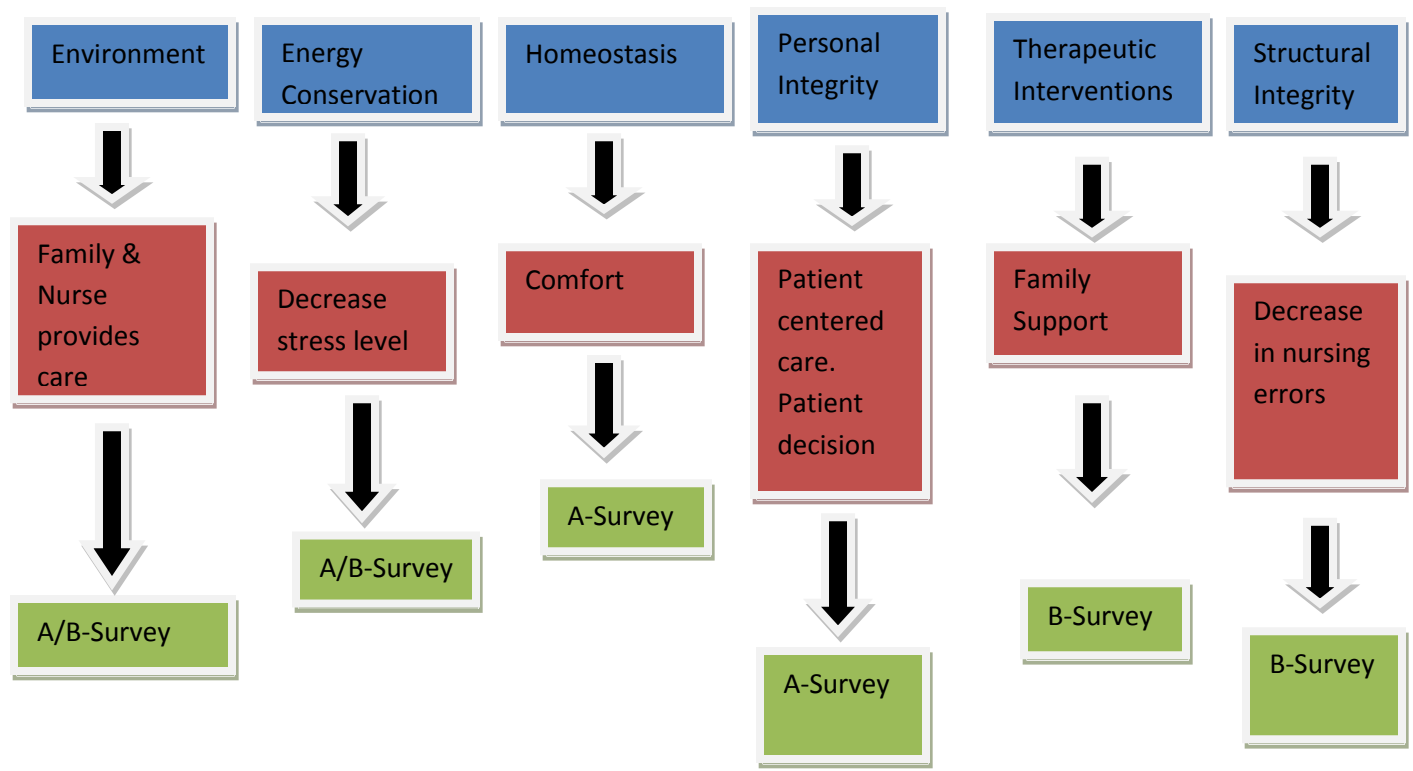 Environment
Energy
Conservation
Homeostasis
Personal
Integrity
Therapeutic
Interventions
Structural
Integrity
Family &
Nurse
provides
care
Decrease
stress level
Comfort
Patient
centered
care.
Patient
decision
Family
Support
Decrease
in nursing
errors
A/B-Survey
A/B-Survey
A-Survey
A-Survey
B-Survey
B-Survey